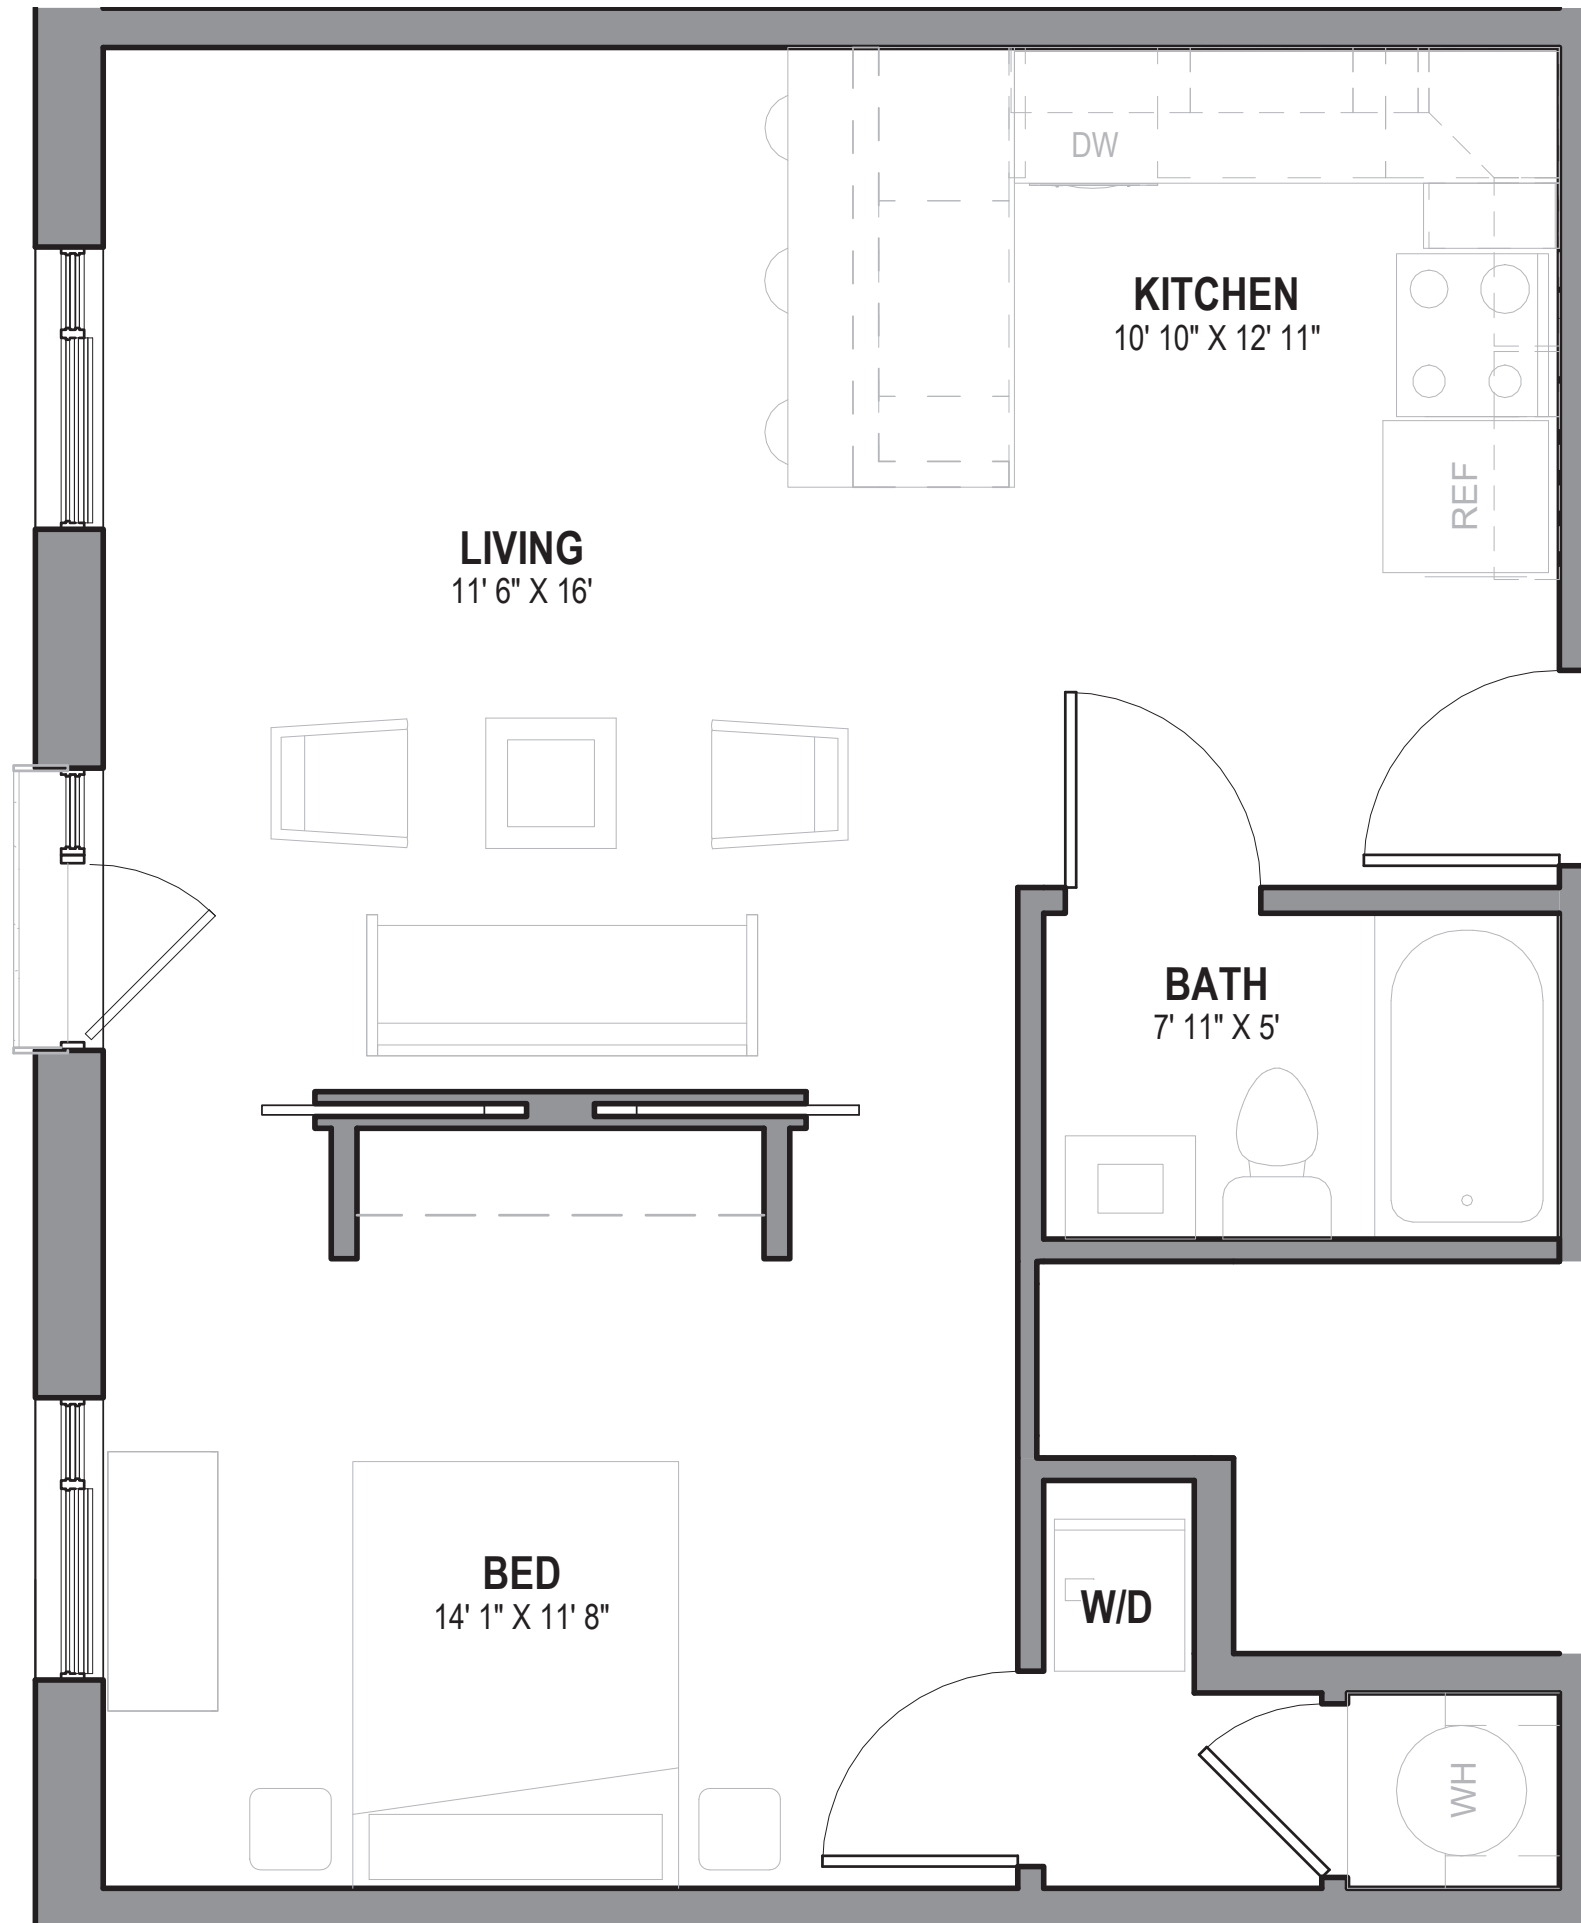 DW
KITCHEN
10' 10" X 12' 11"
REF
LIVING
11' 6" X 16'
BATH
7' 11" X 5'
BED
14' 1" X 11' 8"
W/D
WH